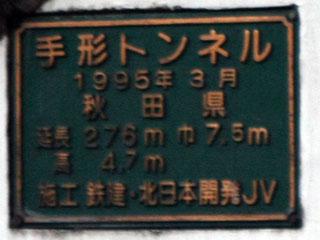 手形トンネル
1995年3月
秋田県
延長 276m 巾 7.5m
高 4.7m
施工 鉄建・北日本開発JV